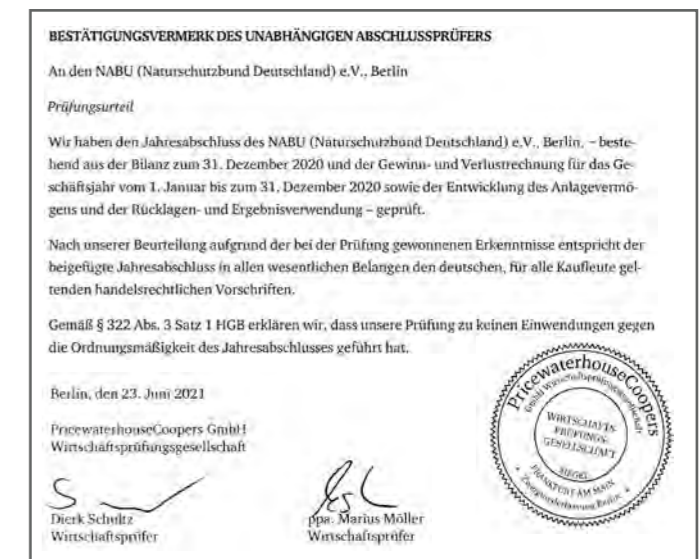 BESTÄTIGUNGSVERMERK DES UNABHÄNGIGEN ABSCHLUSSPRÜFERS
An den NABU (Naturschutzbund Deutschland) e.V., Berlin
Prüfungsurteil
Wir haben den Jahresabschluss des NABU (Naturschutzbund Deutschland) e.V., Berlin, – beste-
hend aus der Bilanz zum 31. Dezember 2020 und der Gewinn- und Verlustrechnung für das Ge-
schäftsjahr vom 1. Januar bis zum 31. Dezember 2020 sowie der Entwicklung des Anlagevermö-
gens und der Rücklagen- und Ergebnisverwendung – geprüft.
Nach unserer Beurteilung aufgrund der bei der Prüfung gewonnenen Erkenntnisse entspricht der
beigefügte Jahresabschluss in allen wesentlichen Belangen den deutschen, für alle Kaufleute gel-
tenden handelsrechtlichen Vorschriften.
Gemäß § 322 Abs. 3 Satz 1 HGB erklären wir, dass unsere Prüfung zu keinen Einwendungen gegen
die Ordnungsmäßigkeit des Jahresabschlusses geführt hat.
Berlin, den 23. Juni 2021
PricewaterhouseCoopers GmbH
Wirtschaftsprüfungsgesellschaft
Dierk Schultz
Wirtschaftsprüfer
ppa. Marius Möller
Wirtschaftsprüfer
PricewaterhouseCoopers
GmbH Wirtschaftsprüfungsgesellschaft
WIRTSCHAFTS-
PRÜFUNGS-
GESELLSCHAFT
SIEGEL
FRANKFURT AM MAIN
Zweigniederlassung Berlin